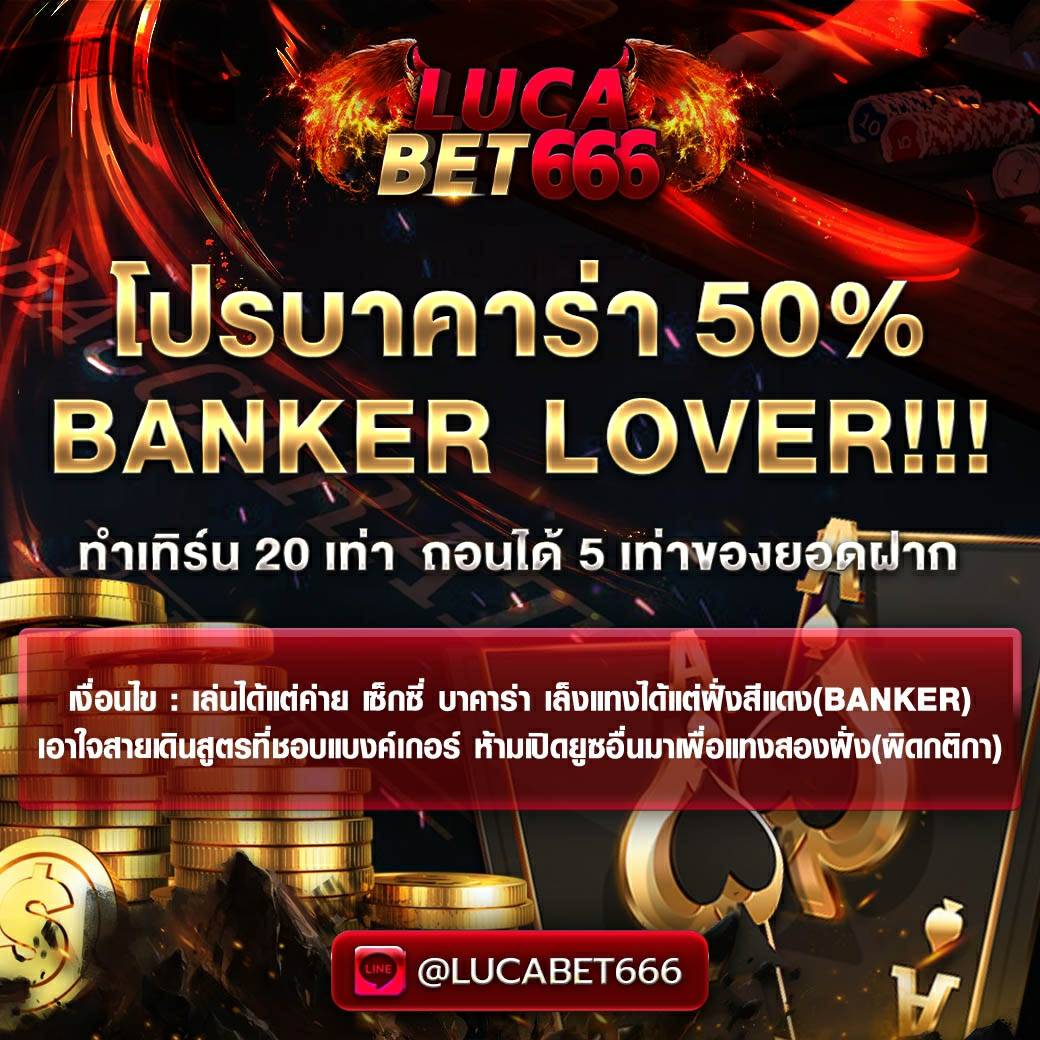 LUCA
BET666
โปรบาคาร่า 50%
BANKER LOVER!!!
ทำเทิร์น 20 เท่า ถอนได้ 5 เท่าของยอดฝาก
เงื่อนไข : เล่นได้แต่ค่าย เซ็กซี่ บาคาร่า เล็งแทงได้แต่ฝั่งสีแดง(BANKER)
เอาใจสายเดินสูตรที่ชอบแบงค์เกอร์ ห้ามเปิดยูซอื่นมาเพื่อแทงสองฝั่ง(ผิดกติกา)
A
A
$
A
LINE @LUCABET666